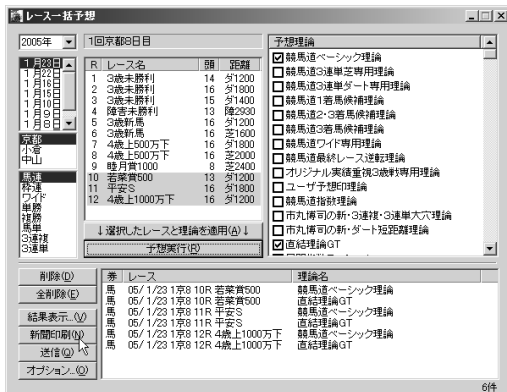 レース一括予想
2005年
1回京都8日目
1月23日
1月22日
1月16日
1月15日
1月10日
1月9日
1月8日
京都
小倉
中山
馬連
枠連
ワイド
単勝
複勝
馬単
3連複
3連単
R レース名 頭 距離
1 3歳未勝利 14 ダ1200
2 3歳未勝利 16 ダ1800
3 3歳未勝利 15 ダ1400
4 障害未勝利 13 障2930
5 3歳新馬 16 ダ1200
6 3歳新馬 16 芝1600
7 4歳上500万下 16 ダ1800
8 4歳上500万下 16 芝2000
9 睦月賞1000 8 芝2400
10 若菜賞500 13 ダ1200
11 平安S 16 ダ1800
12 4歳上1000万下 16 ダ1200
↓選択したレースと理論を適用(A)↓
予想実行(R)
予想理論
競馬道ベーシック理論
競馬道3連単芝専用理論
競馬道3連単ダート専用理論
競馬道1着馬候補理論
競馬道2・3着馬候補理論
競馬道3着馬候補理論
競馬道ワイド専用理論
競馬道最終レース逆転理論
オリジナル実績重視3歳戦専用理論
ユーザ予想印理論
競馬道指数理論
市丸博司の新・3連複・3連単大穴理論
市丸博司の新・ダート短距離理論
直結理論GT
削除(D)
全削除(E)
結果表示...(V)
新聞印刷(N)
送信(Q)
オプション...(O)
券 レース 理論名
馬 05/ 1/23 1京8 10R 若菜賞500 競馬道ベーシック理論
馬 05/ 1/23 1京8 10R 若菜賞500 直結理論GT
馬 05/ 1/23 1京8 11R 平安S 競馬道ベーシック理論
馬 05/ 1/23 1京8 11R 平安S 直結理論GT
馬 05/ 1/23 1京8 12R 4歳上1000万下 競馬道ベーシック理論
馬 05/ 1/23 1京8 12R 4歳上1000万下 直結理論GT
6件